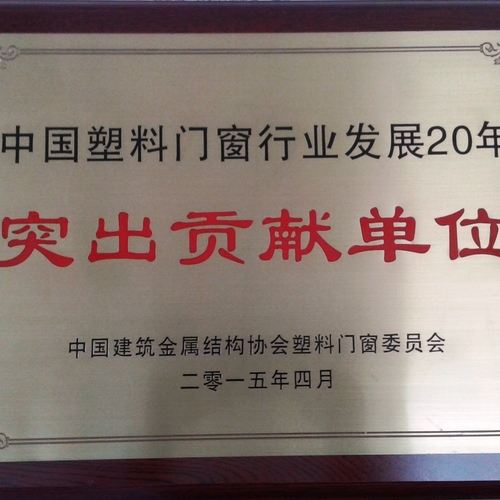 中国塑料门窗行业发展20年
突出贡献单位
中国建筑金属结构协会塑料门窗委员会
二零一五年四月